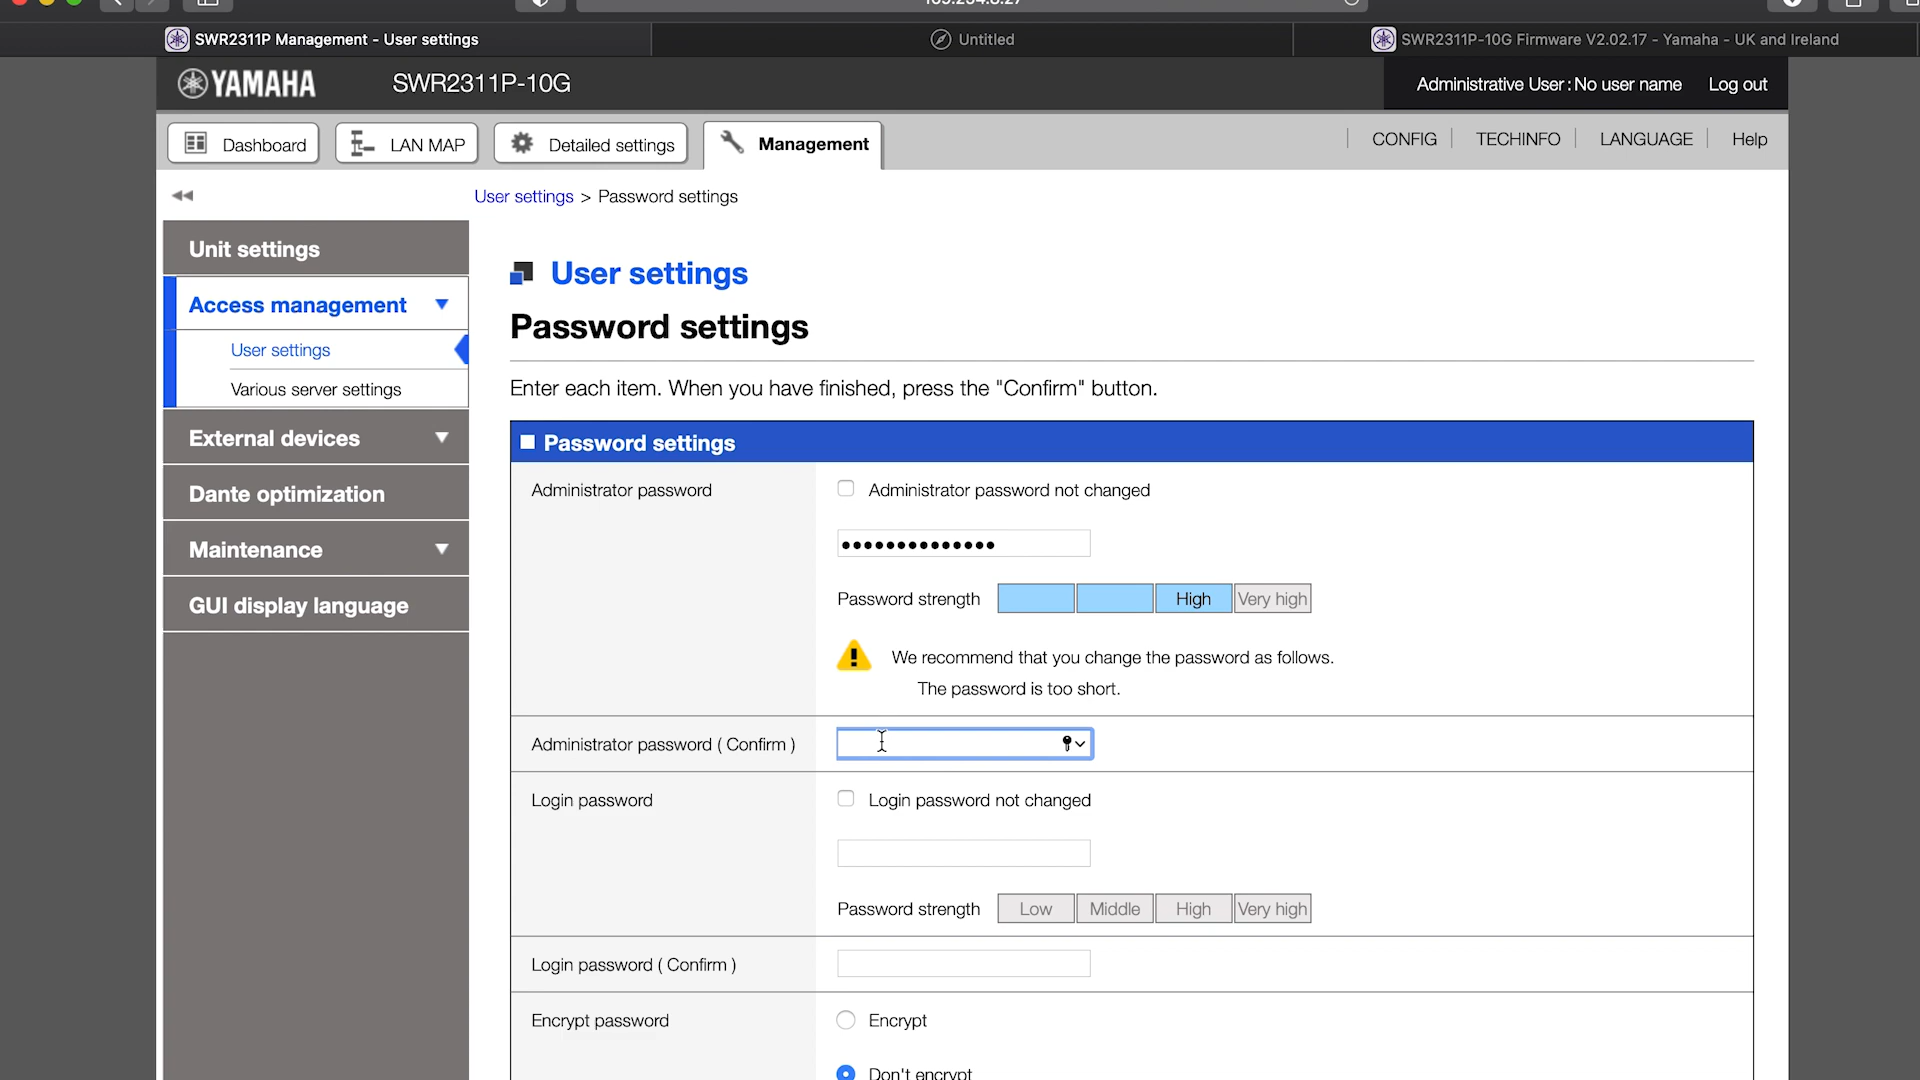 SWR2311P Management - User settings
Untitled
SWR2311P-10G Firmware V2.02.17 - Yamaha - UK and Ireland
YAMAHA
SWR2311P-10G
Administrative User : No user name
Log out
Dashboard
LAN MAP
Detailed settings
Management
CONFIG
TECHINFO
LANGUAGE
Help
User settings > Password settings
Unit settings
Access management
User settings
Various server settings
External devices
Dante optimization
Maintenance
GUI display language
User settings
Password settings
Enter each item. When you have finished, press the "Confirm" button.
Password settings
Administrator password
Administrator password not changed
Password strength
High
Very high
We recommend that you change the password as follows.
The password is too short.
Administrator password ( Confirm )
Login password
Login password not changed
Password strength
Low
Middle
High
Very high
Login password ( Confirm )
Encrypt password
Encrypt
Don't encrypt